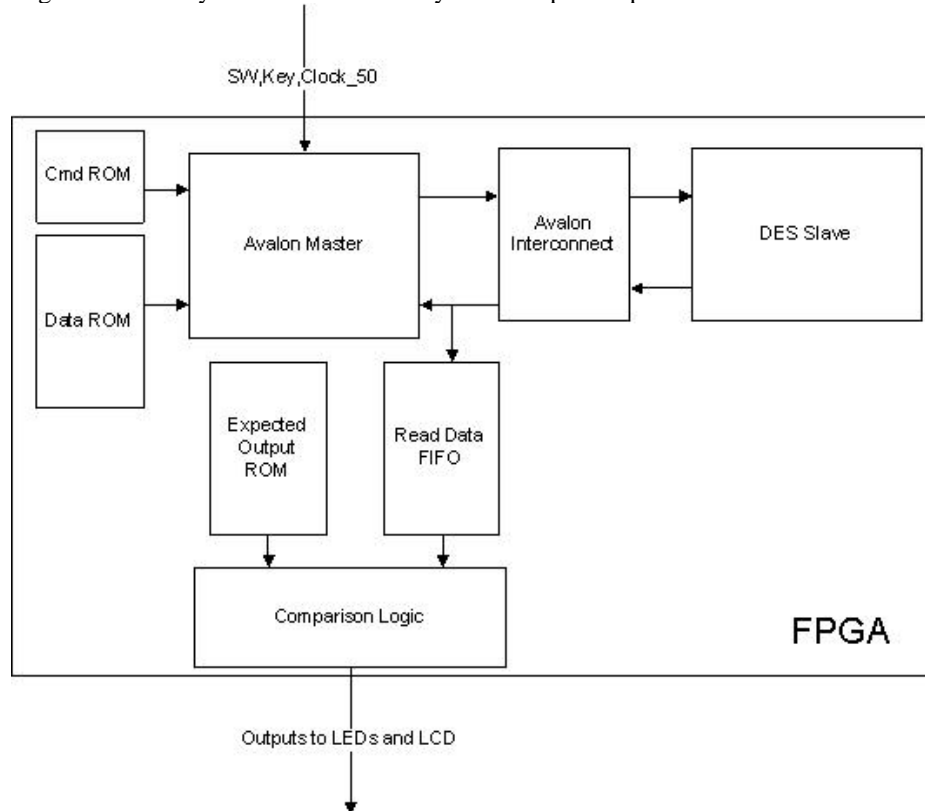 SW,Key,Clock_50
Cmd ROM
Avalon Master
Avalon
Interconnect
DES Slave
Data ROM
Expected
Output
ROM
Read Data
FIFO
Comparison Logic
FPGA
Outputs to LEDs and LCD